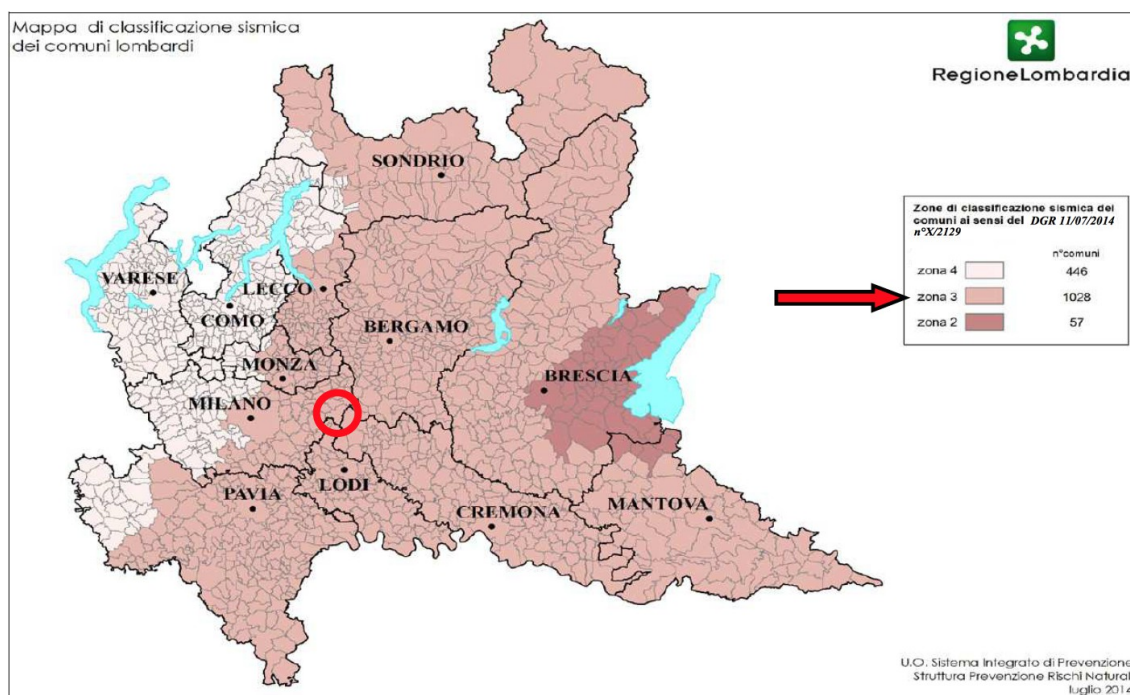 Mappa di classificazione sismica
dei comuni lombardi
RegioneLombardia
SONDRIO
VARESE
LECCO
COMO
BERGAMO
MONZA
BRESCIA
MILANO
LODI
PAVIA
CREMONA
MANTOVA
Zone di classificazione sismica dei
comuni ai sensi del DGR 11/07/2014
n°X/2129
n°comuni
zona 4 446
zona 3 1028
zona 2 57
U.O. Sistema Integrato di Prevenzione
Struttura Prevenzione Rischi Natural
luglio 2014